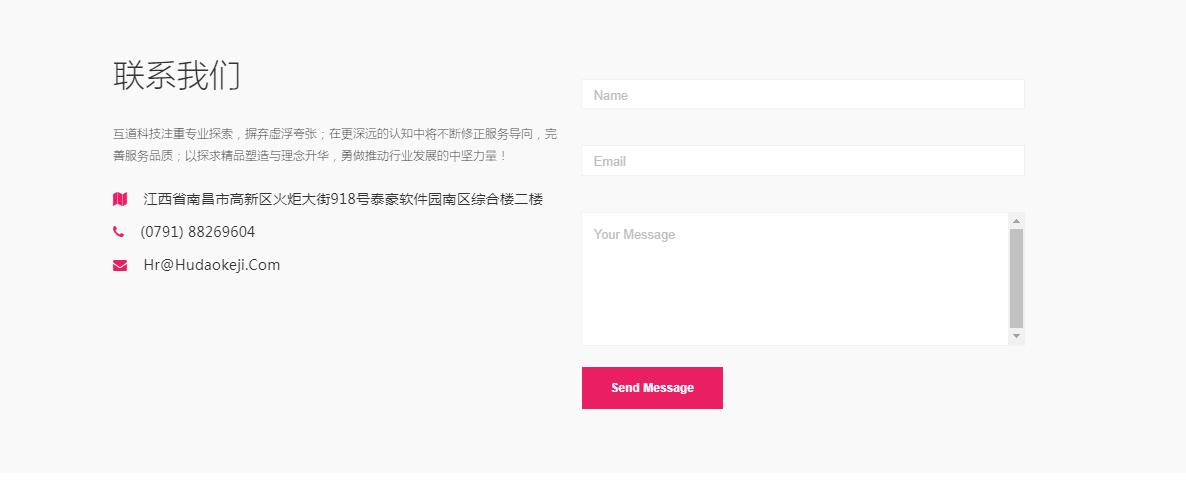 联系我们
互道科技注重专业探索，摒弃虚浮夸张；在更深远的认知中将不断修正服务导向，完
善服务品质；以探求精品塑造与理念升华，勇做推动行业发展的中坚力量！
江西省南昌市高新区火炬大街918号泰豪软件园南区综合楼二楼
(0791) 88269604
Hr@Hudaokeji.Com
Name
Email
Your Message
Send Message